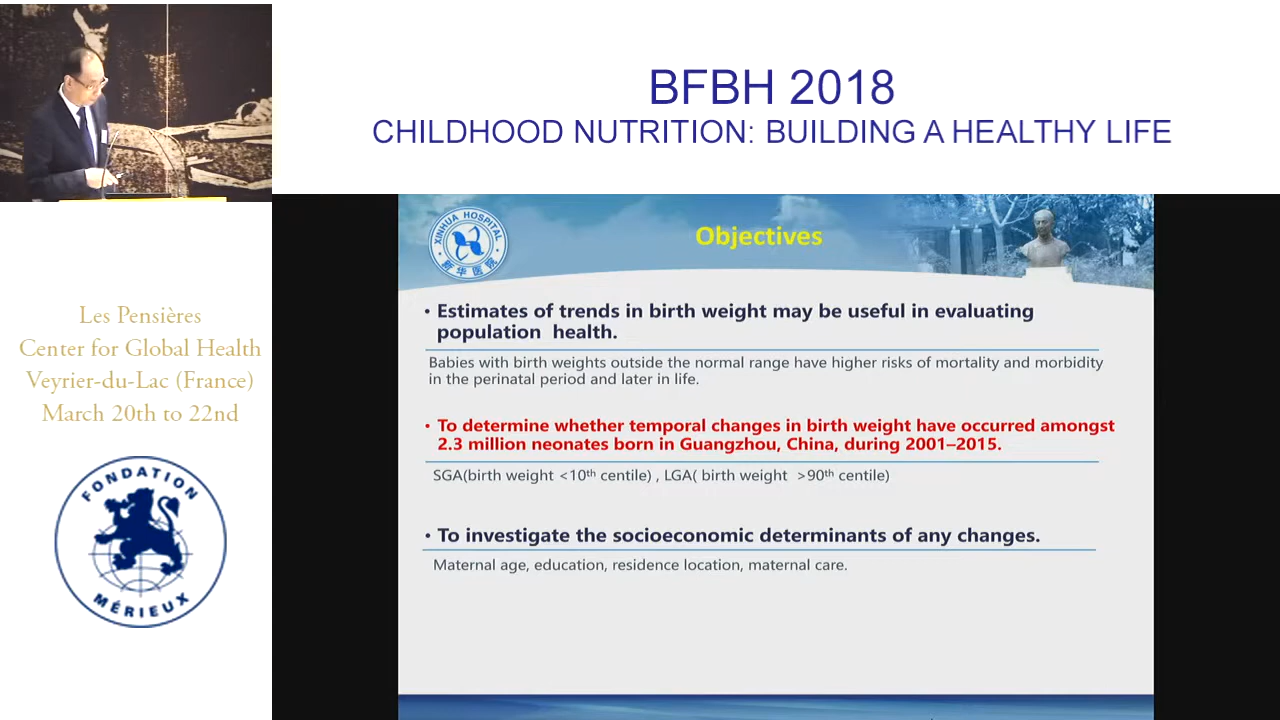 BFBH 2018
CHILDHOOD NUTRITION: BUILDING A HEALTHY LIFE
Les Pensières
Center for Global Health
Veyrier-du-Lac (France)
March 20th to 22nd
FONDATION
MÉRIEUX
XINHUA HOSPITAL
新华医院
Objectives
• Estimates of trends in birth weight may be useful in evaluating
population health.
Babies with birth weights outside the normal range have higher risks of mortality and morbidity
in the perinatal period and later in life.
• To determine whether temporal changes in birth weight have occurred amongst
2.3 million neonates born in Guangzhou, China, during 2001–2015.
SGA(birth weight <10th centile) , LGA( birth weight >90th centile)
• To investigate the socioeconomic determinants of any changes.
Maternal age, education, residence location, maternal care.